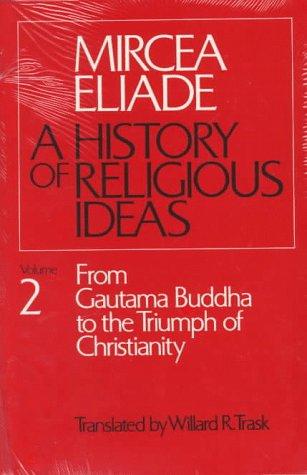 MIRCEA
ELIADE
A HISTORY
OF RELIGIOUS
IDEAS
Volume
2
From
Gautama Buddha
to the Triumph of
Christianity
Translated by Willard R. Trask